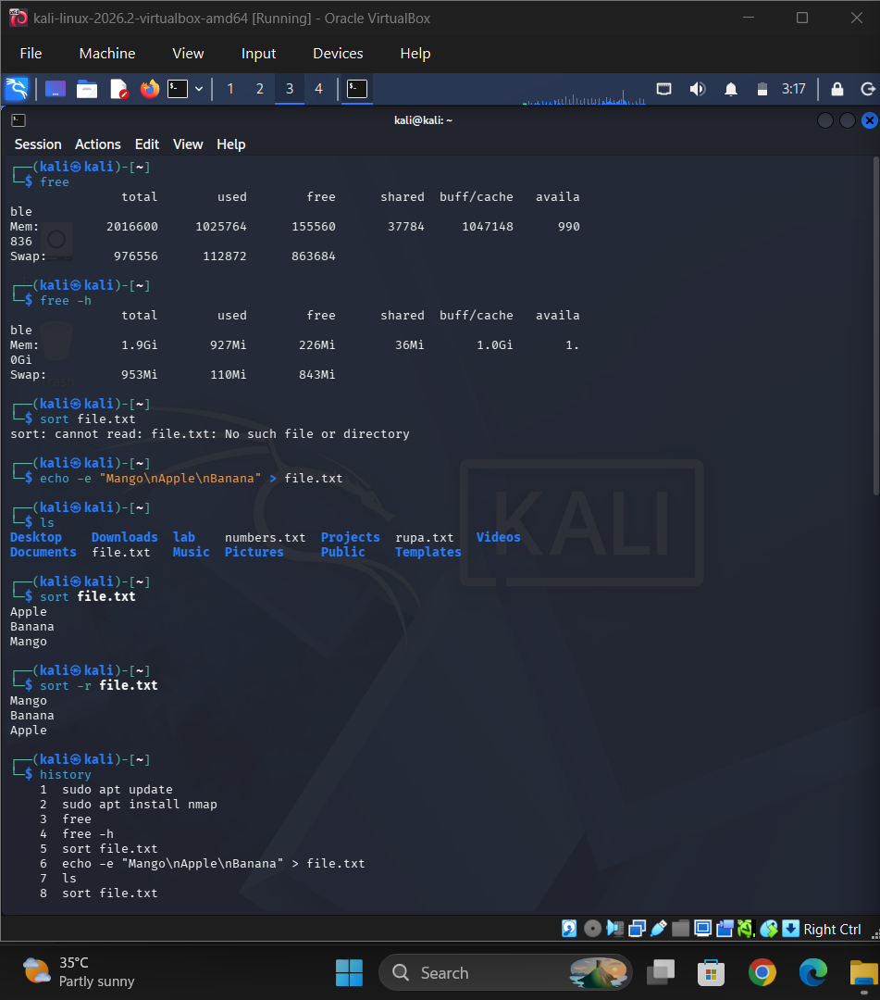 kali-linux-2026.2-virtualbox-amd64 [Running] - Oracle VirtualBox
File Machine View Input Devices Help
1 2 3 4 3:17
kali@kali: ~
Session Actions Edit View Help
┌──(kali㉿kali)-[~]
└─$ free
total used free shared buff/cache availa
ble
Mem: 2016600 1025764 155560 37784 1047148 990
836
Swap: 976556 112872 863684
┌──(kali㉿kali)-[~]
└─$ free -h
total used free shared buff/cache availa
ble
Mem: 1.9Gi 927Mi 226Mi 36Mi 1.0Gi 1.
0Gi
Swap: 953Mi 110Mi 843Mi
┌──(kali㉿kali)-[~]
└─$ sort file.txt
sort: cannot read: file.txt: No such file or directory
┌──(kali㉿kali)-[~]
└─$ echo -e "Mango\nApple\nBanana" > file.txt
┌──(kali㉿kali)-[~]
└─$ ls
Desktop Downloads lab numbers.txt Projects rupa.txt Videos
Documents file.txt Music Pictures Public Templates
KALI
┌──(kali㉿kali)-[~]
└─$ sort file.txt
Apple
Banana
Mango
┌──(kali㉿kali)-[~]
└─$ sort -r file.txt
Mango
Banana
Apple
┌──(kali㉿kali)-[~]
└─$ history
1 sudo apt update
2 sudo apt install nmap
3 free
4 free -h
5 sort file.txt
6 echo -e "Mango\nApple\nBanana" > file.txt
7 ls
8 sort file.txt
Right Ctrl
35°C
Partly sunny
Search